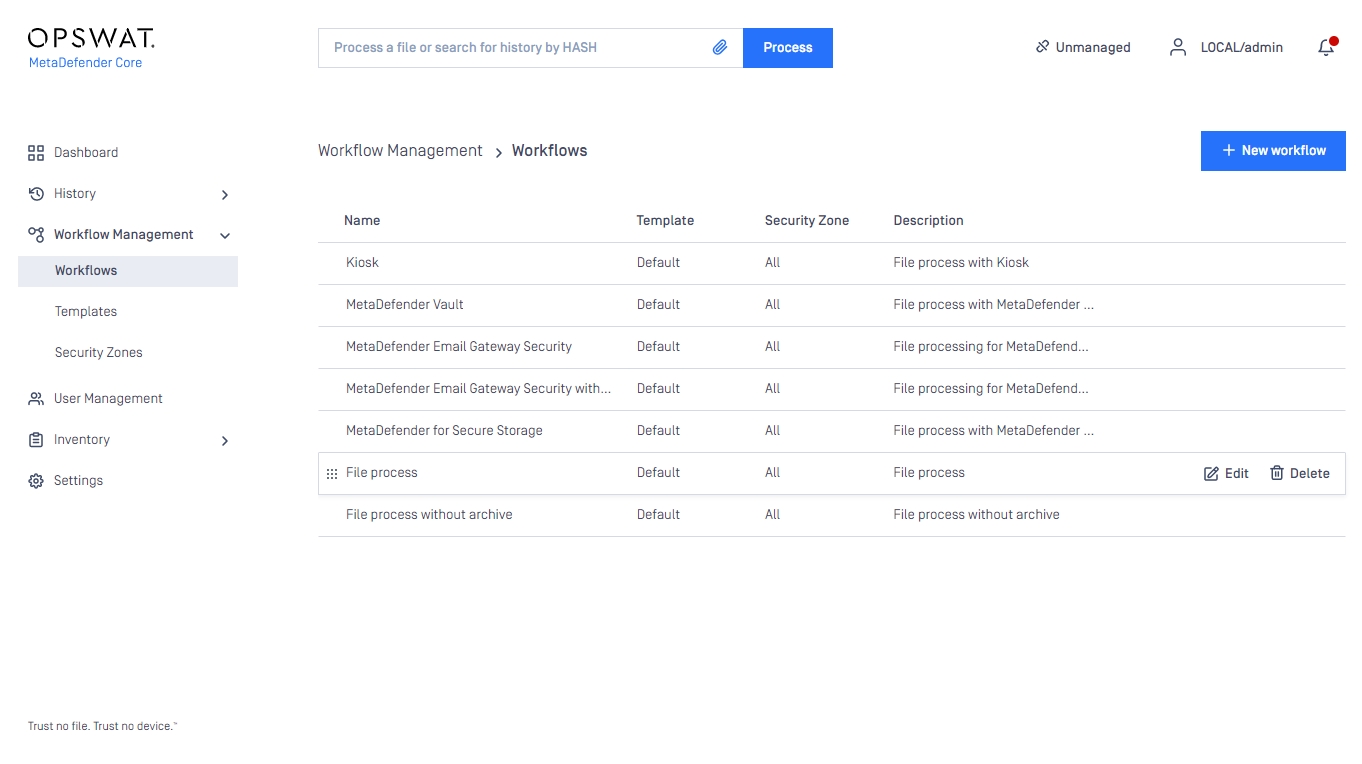 OPSWAT.
MetaDefender Core
Process a file or search for history by HASH
Process
Unmanaged
LOCAL/admin
Dashboard
History
Workflow Management
Workflows
Templates
Security Zones
User Management
Inventory
Settings
Workflow Management > Workflows
+ New workflow
Name Template Security Zone Description
Kiosk Default All File process with Kiosk
MetaDefender Vault Default All File process with MetaDefender ...
MetaDefender Email Gateway Security Default All File processing for MetaDefend...
MetaDefender Email Gateway Security with... Default All File processing for MetaDefend...
MetaDefender for Secure Storage Default All File process with MetaDefender ...
File process Default All File process Edit Delete
File process without archive Default All File process without archive
Trust no file. Trust no device.™